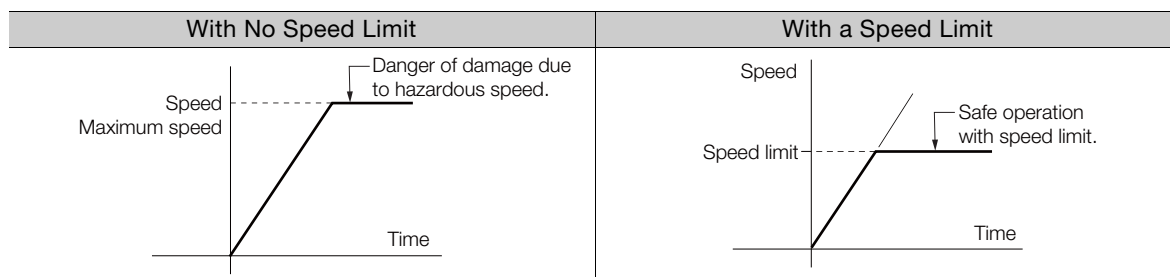 With No Speed Limit
With a Speed Limit
Danger of damage due
to hazardous speed.
Speed
Maximum speed
Time
Speed
Safe operation
with speed limit.
Speed limit
Time